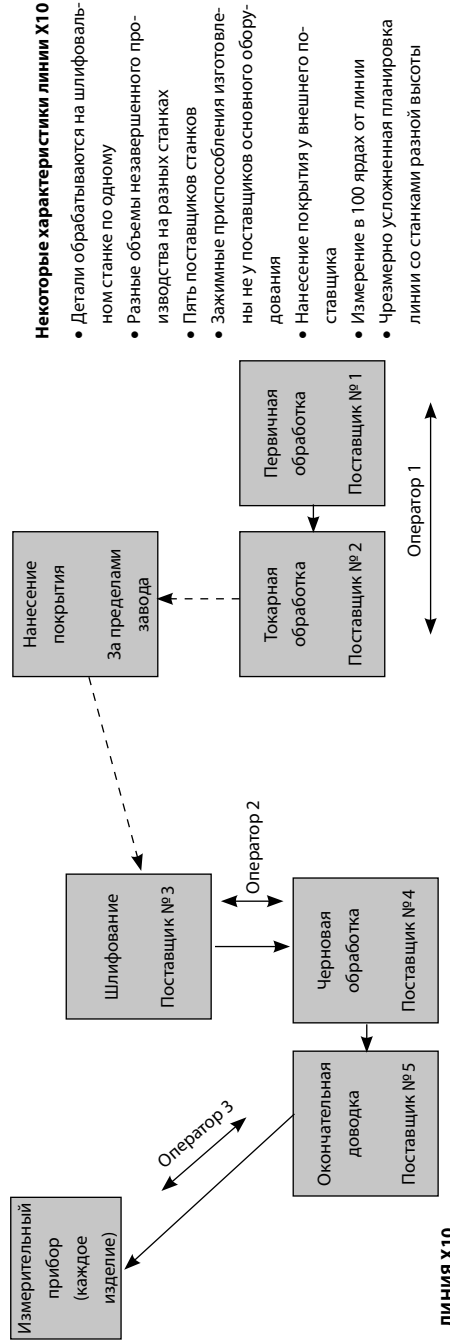 Некоторые характеристики линии X10
• Детали обрабатываются на шлифоваль-
ном станке по одному
• Разные объемы незавершенного про-
изводства на разных станках
• Пять поставщиков станков
• Зажимные приспособления изготовле-
ны не у поставщиков основного обору-
дования
• Нанесение покрытия у внешнего по-
ставщика
• Измерение в 100 ярдах от линии
• Чрезмерно усложненная планировка
линии со станками разной высоты
Измерительный
прибор
(каждое
изделие)
Оператор 3
Окончательная
доводка
Поставщик № 5
Шлифование
Поставщик № 3
Оператор 2
Черновая
обработка
Поставщик № 4
Нанесение
покрытия
За пределами
завода
Токарная
обработка
Поставщик № 2
Первичная
обработка
Поставщик № 1
Оператор 1
ЛИНИЯ X10